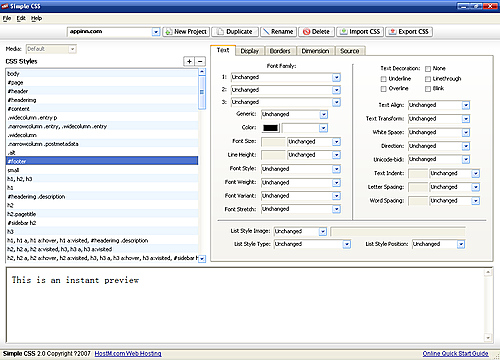 Simple CSS
File Edit Help
appinn.com New Project Duplicate Rename Delete Import CSS Export CSS
Media: Default
CSS Styles
body
#page
#header
#headerimg
#content
.widecolumn entry p
.narrowcolumn .entry, .widecolumn .entry
.widecolumn
.narrowcolumn .postmetadata
.alt
#footer
small
h1, h2, h3
h1
#headerimg .description
h2
h2.pagetitle
#sidebar h2
h3
h1, h1 a, h1 a:hover, h1 a:visited, #headerimg .description
h2, h2 a, h2 a:visited, h3, h3 a, h3 a:visited
h2, h2 a, h2 a:hover, h2 a:visited, h3, h3 a, h3 a:hover, h3 a:visited, #sidebar h
Text Display Borders Dimension Source
Font Family:
1: Unchanged
2: Unchanged
3: Unchanged
Generic: Unchanged
Color:
Font Size: Unchanged
Line Height: Unchanged
Font Style: Unchanged
Font Weight: Unchanged
Font Variant: Unchanged
Font Stretch: Unchanged
Text Decoration: None
Underline Linethrough
Overline Blink
Text Align: Unchanged
Text Transform: Unchanged
White Space: Unchanged
Direction: Unchanged
Unicode-bidi: Unchanged
Text Indent: Unchanged
Letter Spacing: Unchanged
Word Spacing: Unchanged
List Style Image: Unchanged
List Style Type: Unchanged List Style Position: Unchanged
This is an instant preview
Simple CSS 2.0 Copyright ?2007 HostM.com Web Hosting Online Quick Start Guide